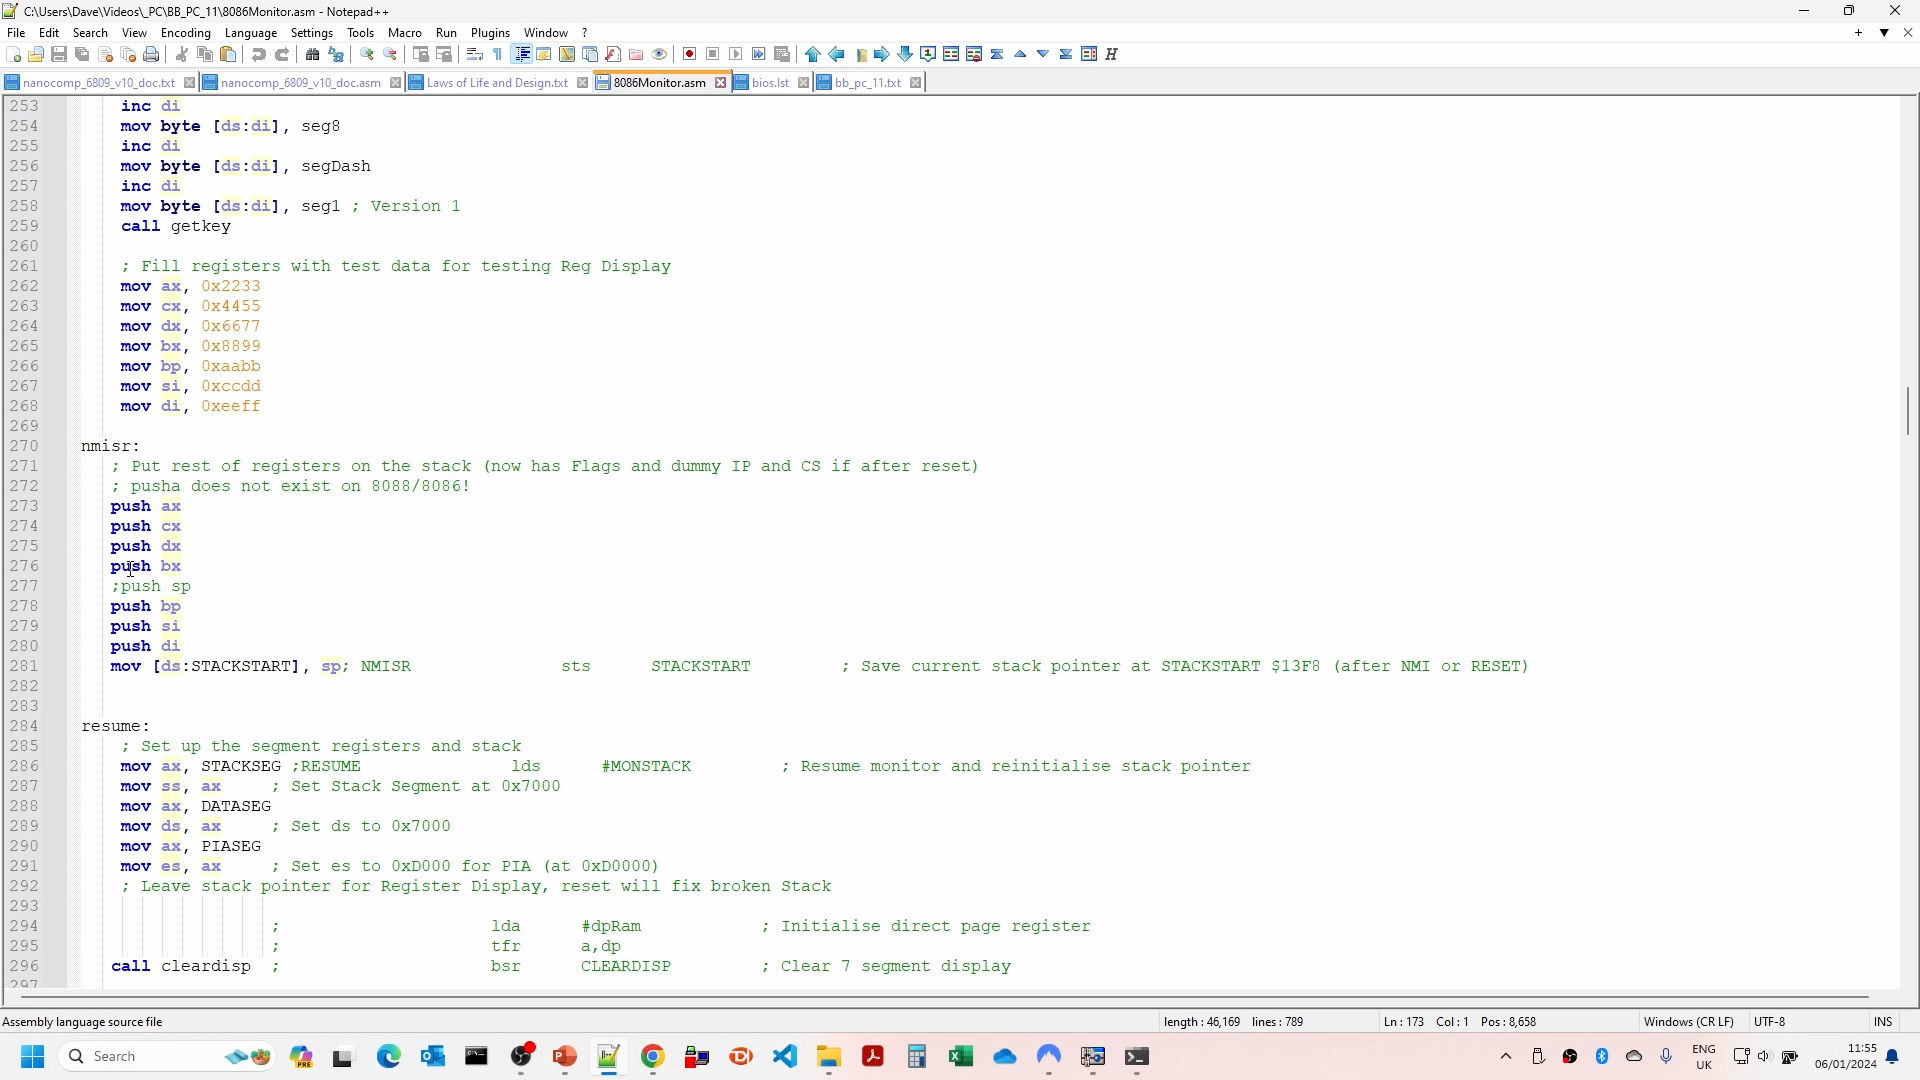 C:\Users\Dave\Videos\_PC\BB_PC_11\8086Monitor.asm - Notepad++
File Edit Search View Encoding Language Settings Tools Macro Run Plugins Window ?
nanocomp_6809_v10_doc.txt nanocomp_6809_v10_doc.asm Laws of Life and Design.txt 8086Monitor.asm bios.lst bb_pc_11.txt
253 inc di
254 mov byte [ds:di], seg8
255 inc di
256 mov byte [ds:di], segDash
257 inc di
258 mov byte [ds:di], seg1 ; Version 1
259 call getkey
260
261 ; Fill registers with test data for testing Reg Display
262 mov ax, 0x2233
263 mov cx, 0x4455
264 mov dx, 0x6677
265 mov bx, 0x8899
266 mov bp, 0xaabb
267 mov si, 0xccdd
268 mov di, 0xeeff
269
270 nmisr:
271 ; Put rest of registers on the stack (now has Flags and dummy IP and CS if after reset)
272 ; pusha does not exist on 8088/8086!
273 push ax
274 push cx
275 push dx
276 push bx
277 ;push sp
278 push bp
279 push si
280 push di
281 mov [ds:STACKSTART], sp; NMISR sts STACKSTART ; Save current stack pointer at STACKSTART $13F8 (after NMI or RESET)
282
283
284 resume:
285 ; Set up the segment registers and stack
286 mov ax, STACKSEG ;RESUME lds #MONSTACK ; Resume monitor and reinitialise stack pointer
287 mov ss, ax ; Set Stack Segment at 0x7000
288 mov ax, DATASEG
289 mov ds, ax ; Set ds to 0x7000
290 mov ax, PIASEG
291 mov es, ax ; Set es to 0xD000 for PIA (at 0xD0000)
292 ; Leave stack pointer for Register Display, reset will fix broken Stack
293
294 ; lda #dpRam ; Initialise direct page register
295 ; tfr a,dp
296 call cleardisp ; bsr CLEARDISP ; Clear 7 segment display
297
Assembly language source file length : 46,169 lines : 789 Ln : 173 Col : 1 Pos : 8,658 Windows (CR LF) UTF-8 INS
Search ENG UK 11:55 06/01/2024